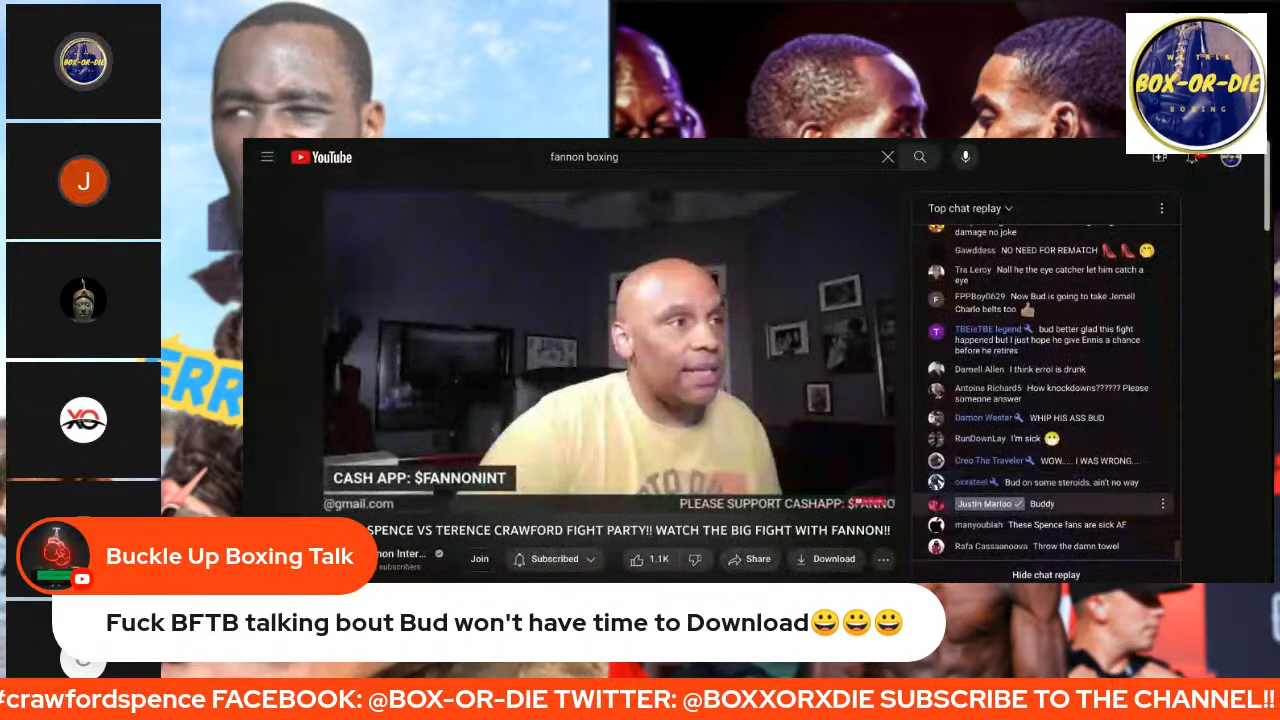 BOX-OR-DIE
J
XO
ERR
WE TALK
BOX-OR-DIE
BOXING
YouTube
fannon boxing
CASH APP: $FANNONINT
@gmail.com
PLEASE SUPPORT CASHAPP: $FANNO
SPENCE VS TERENCE CRAWFORD FIGHT PARTY!! WATCH THE BIG FIGHT WITH FANNON!!
non Inter...
subscribers
Join
Subscribed
1.1K
Share
Download
Top chat replay
damage no joke
Gawddess NO NEED FOR REMATCH 👠👠🤭
Tra Leroy Nall he the eye catcher let him catch a
eye
FPPBoy0629 Now Bud is going to take Jemell
Charlo belts too 👍🏽
TBEisTBE legend bud better glad this fight
happened but I just hope he give Ennis a chance
before he retires
Darnell Allen I think errol is drunk
Antoine Richard5 How knockdowns?????? Please
someone answer
Damon Wester WHIP HIS ASS BUD
RunDownLay I'm sick 😷
Creo The Traveler WOW..... I WAS WRONG...
oxxsteel Bud on some steroids, ain't no way
Justin Marloo Buddy
manyoublah These Spence fans are sick AF
Rafa Cassaanoova Throw the damn towel
Hide chat replay
Buckle Up Boxing Talk
Fuck BFTB talking bout Bud won't have time to Download😀😀😀
#crawfordspence FACEBOOK: @BOX-OR-DIE TWITTER: @BOXXORXDIE SUBSCRIBE TO THE CHANNEL!!